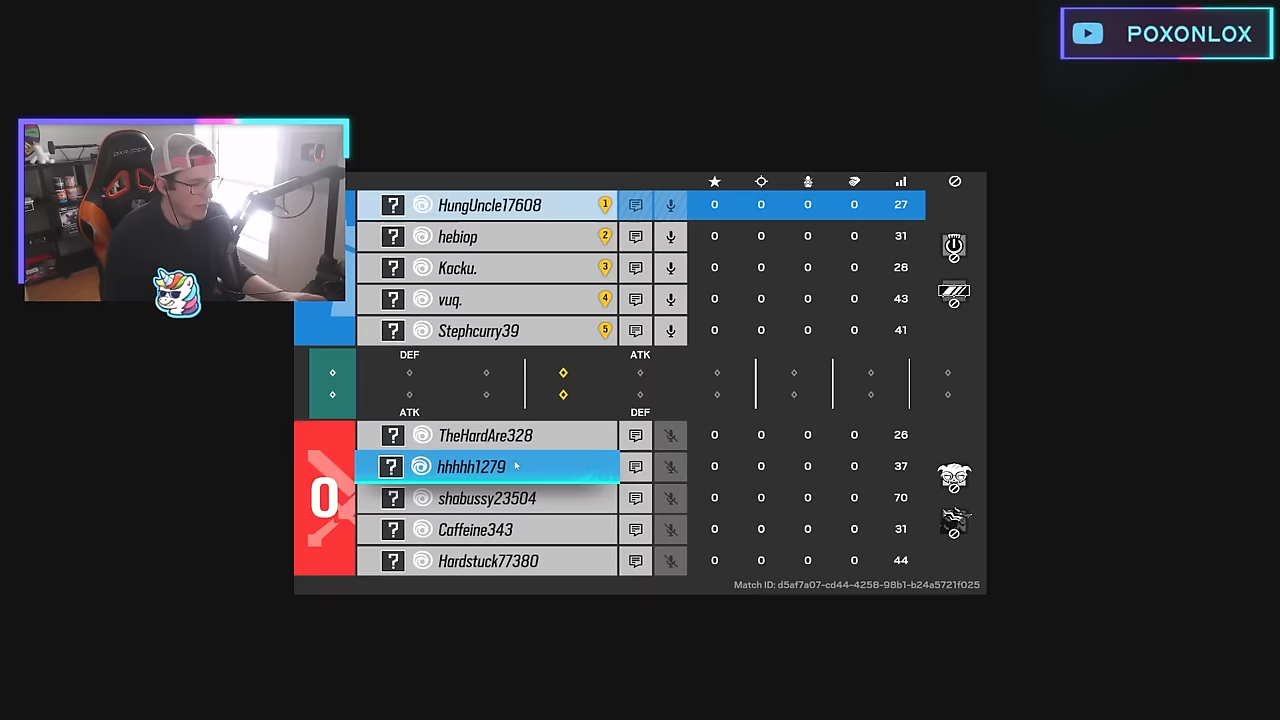 POXONLOX
? HungUncle17608 1 0 0 0 0 27
? hebiop 2 0 0 0 0 31
? Kacku. 3 0 0 0 0 28
? vuq. 4 0 0 0 0 43
? Stephcurry39 5 0 0 0 0 41
DEF ATK
ATK DEF
0
? TheHardAre328 0 0 0 0 26
? hhhhh1279 0 0 0 0 37
? shabussy23504 0 0 0 0 70
? Caffeine343 0 0 0 0 31
? Hardstuck77380 0 0 0 0 44
Match ID: d5af7a07-cd44-4258-98b1-b24a5721f025